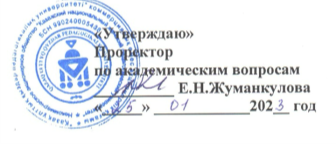 «Утверждаю»
Проректор
по академическим вопросам
Е.Н.Жуманкулова
« 25 » 01 2023 год